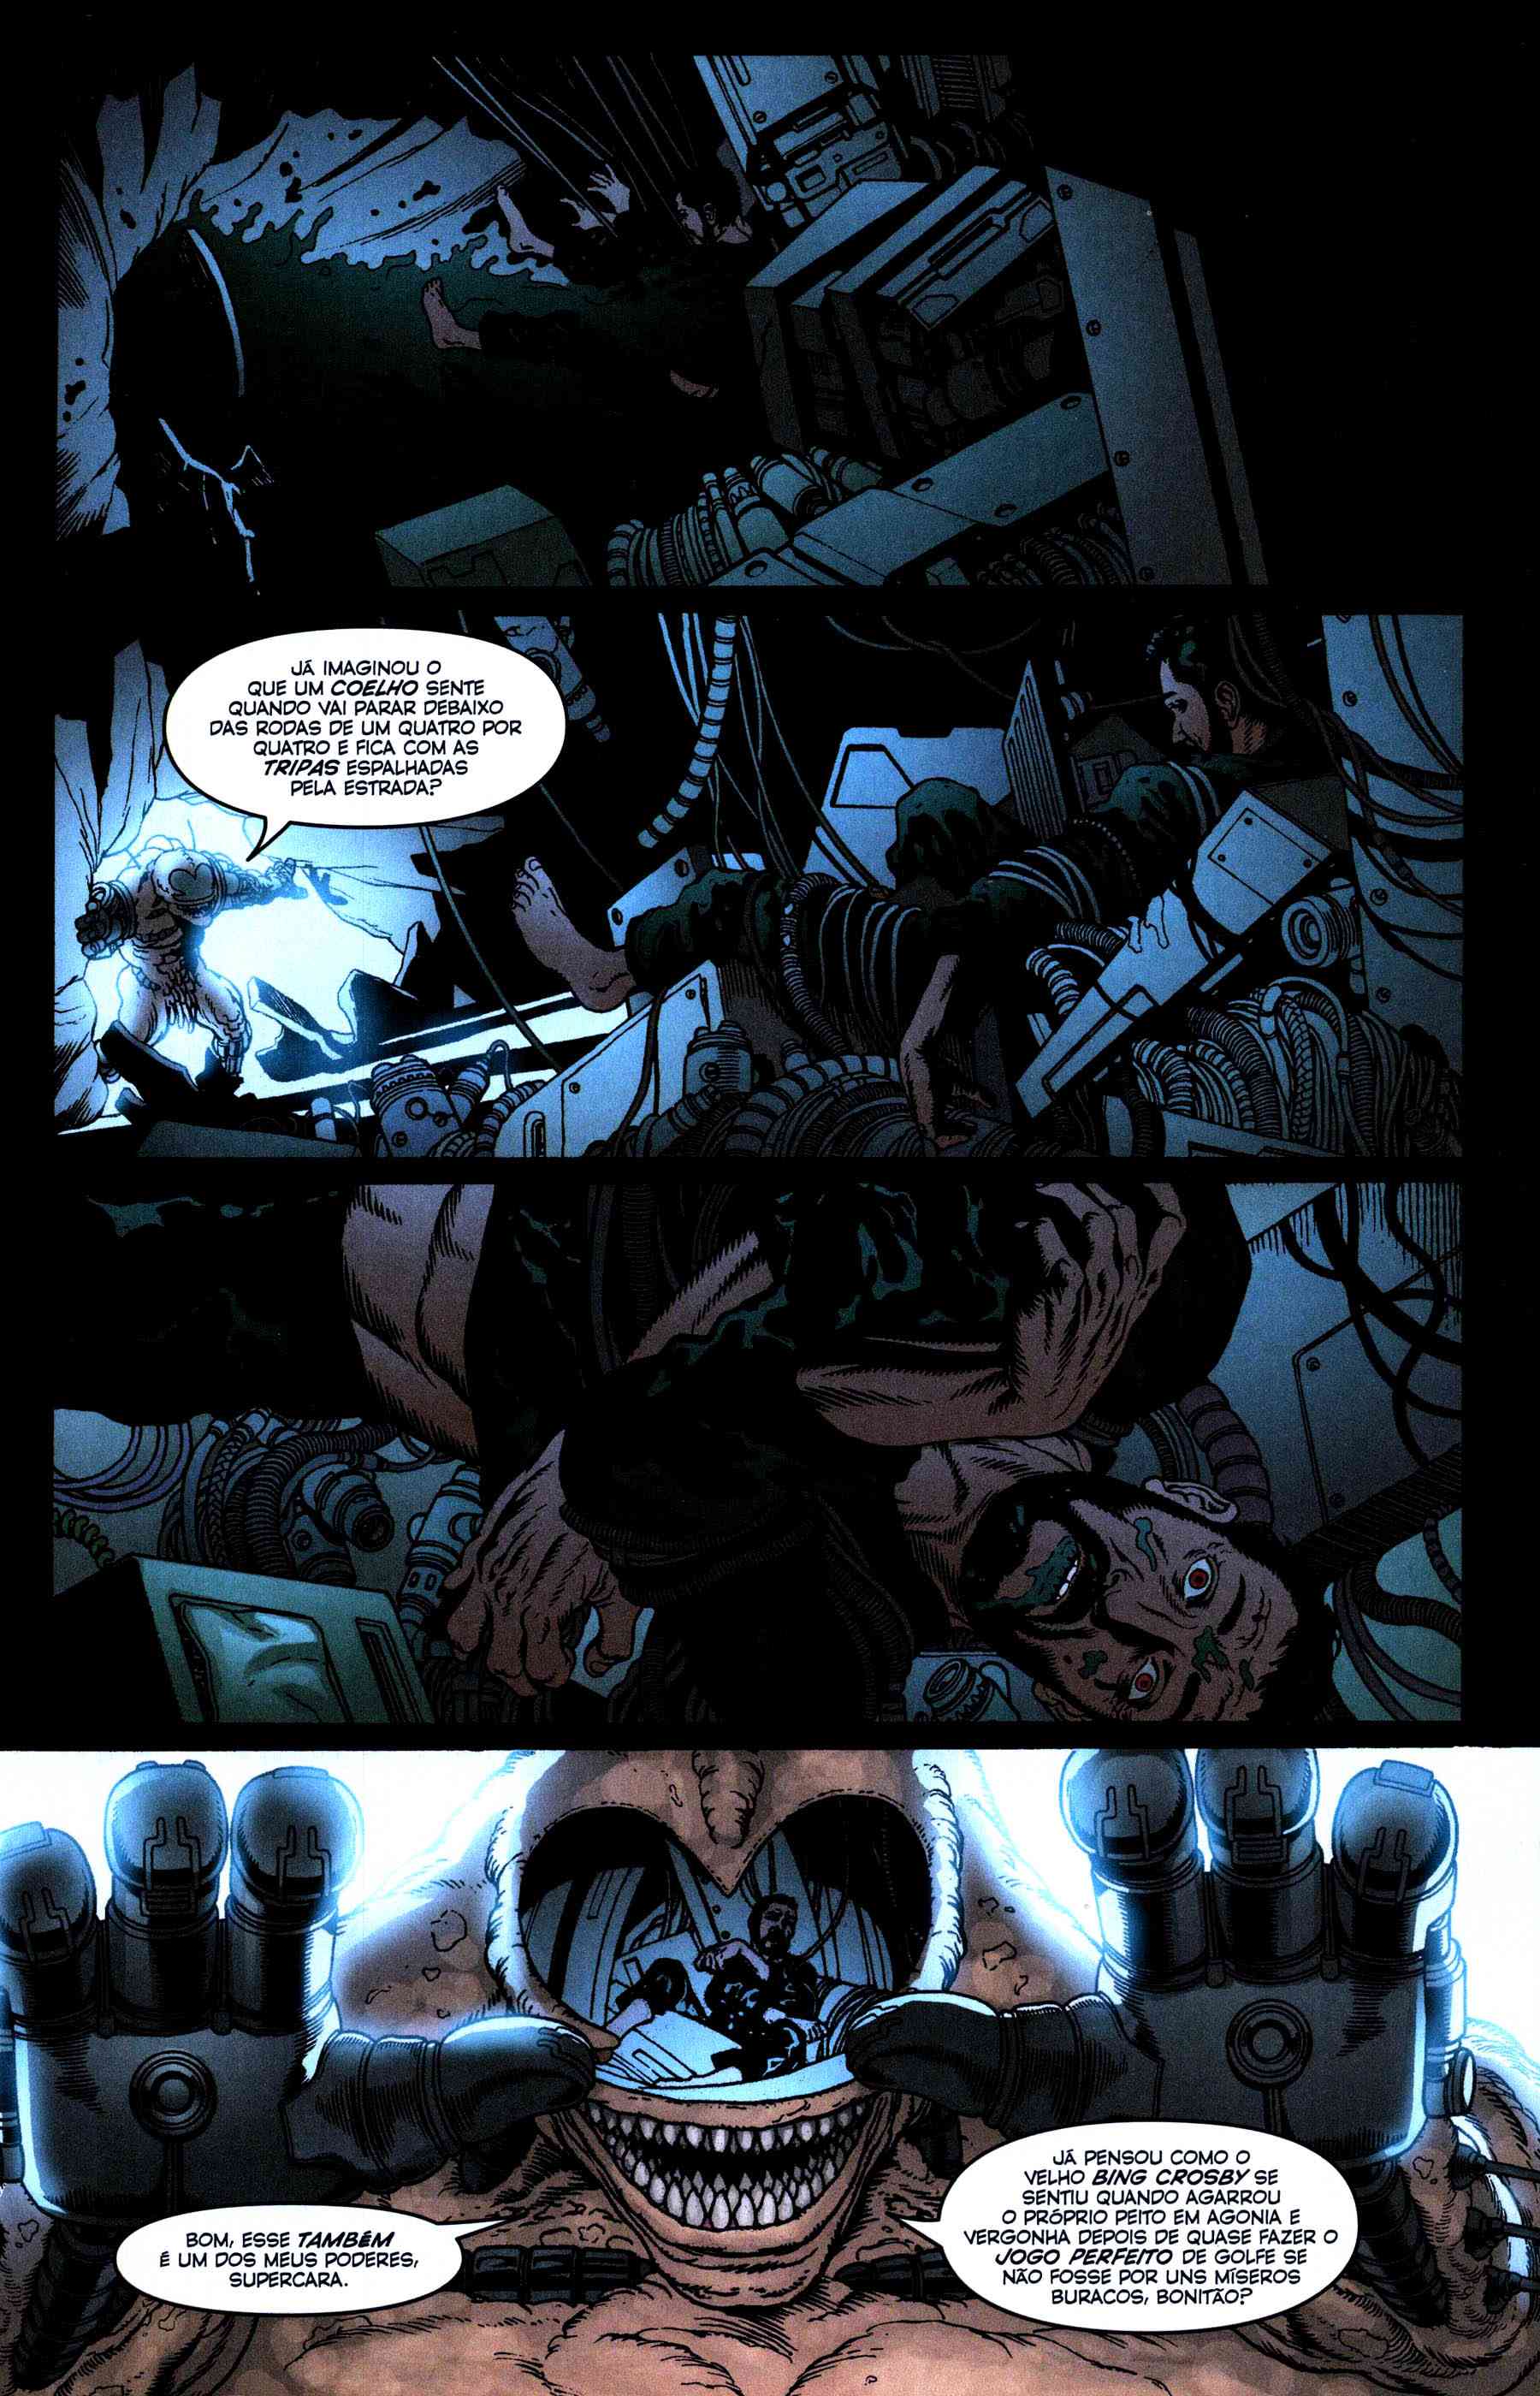 JÁ IMAGINOU O
QUE UM COELHO SENTE
QUANDO VAI PARAR DEBAIXO
DAS RODAS DE UM QUATRO POR
QUATRO E FICA COM AS
TRIPAS ESPALHADAS
PELA ESTRADA?
BOM, ESSE TAMBÉM
É UM DOS MEUS PODERES,
SUPERCARA.
JÁ PENSOU COMO O
VELHO BING CROSBY SE
SENTIU QUANDO AGARROU
O PRÓPRIO PEITO EM AGONIA E
VERGONHA DEPOIS DE QUASE FAZER O
JOGO PERFEITO DE GOLFE SE
NÃO FOSSE POR UNS MÍSEROS
BURACOS, BONITÃO?